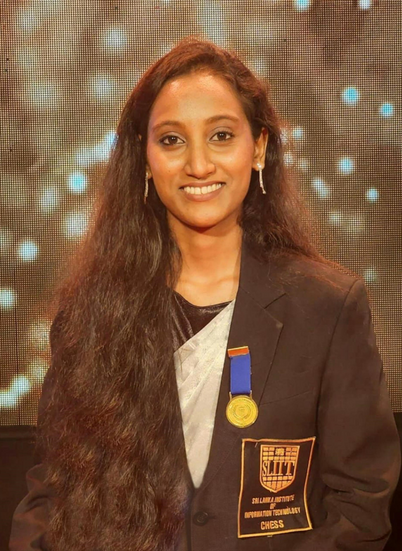 SLIIT
SRI LANKA INSTITUTE
OF
INFORMATION TECHNOLOGY
CHESS